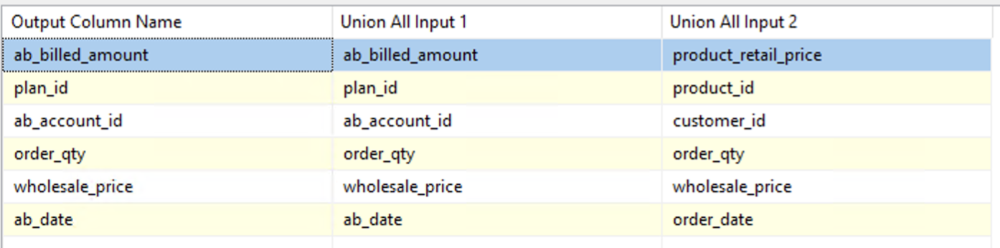 Output Column Name Union All Input 1 Union All Input 2
ab_billed_amount ab_billed_amount product_retail_price
plan_id plan_id product_id
ab_account_id ab_account_id customer_id
order_qty order_qty order_qty
wholesale_price wholesale_price wholesale_price
ab_date ab_date order_date